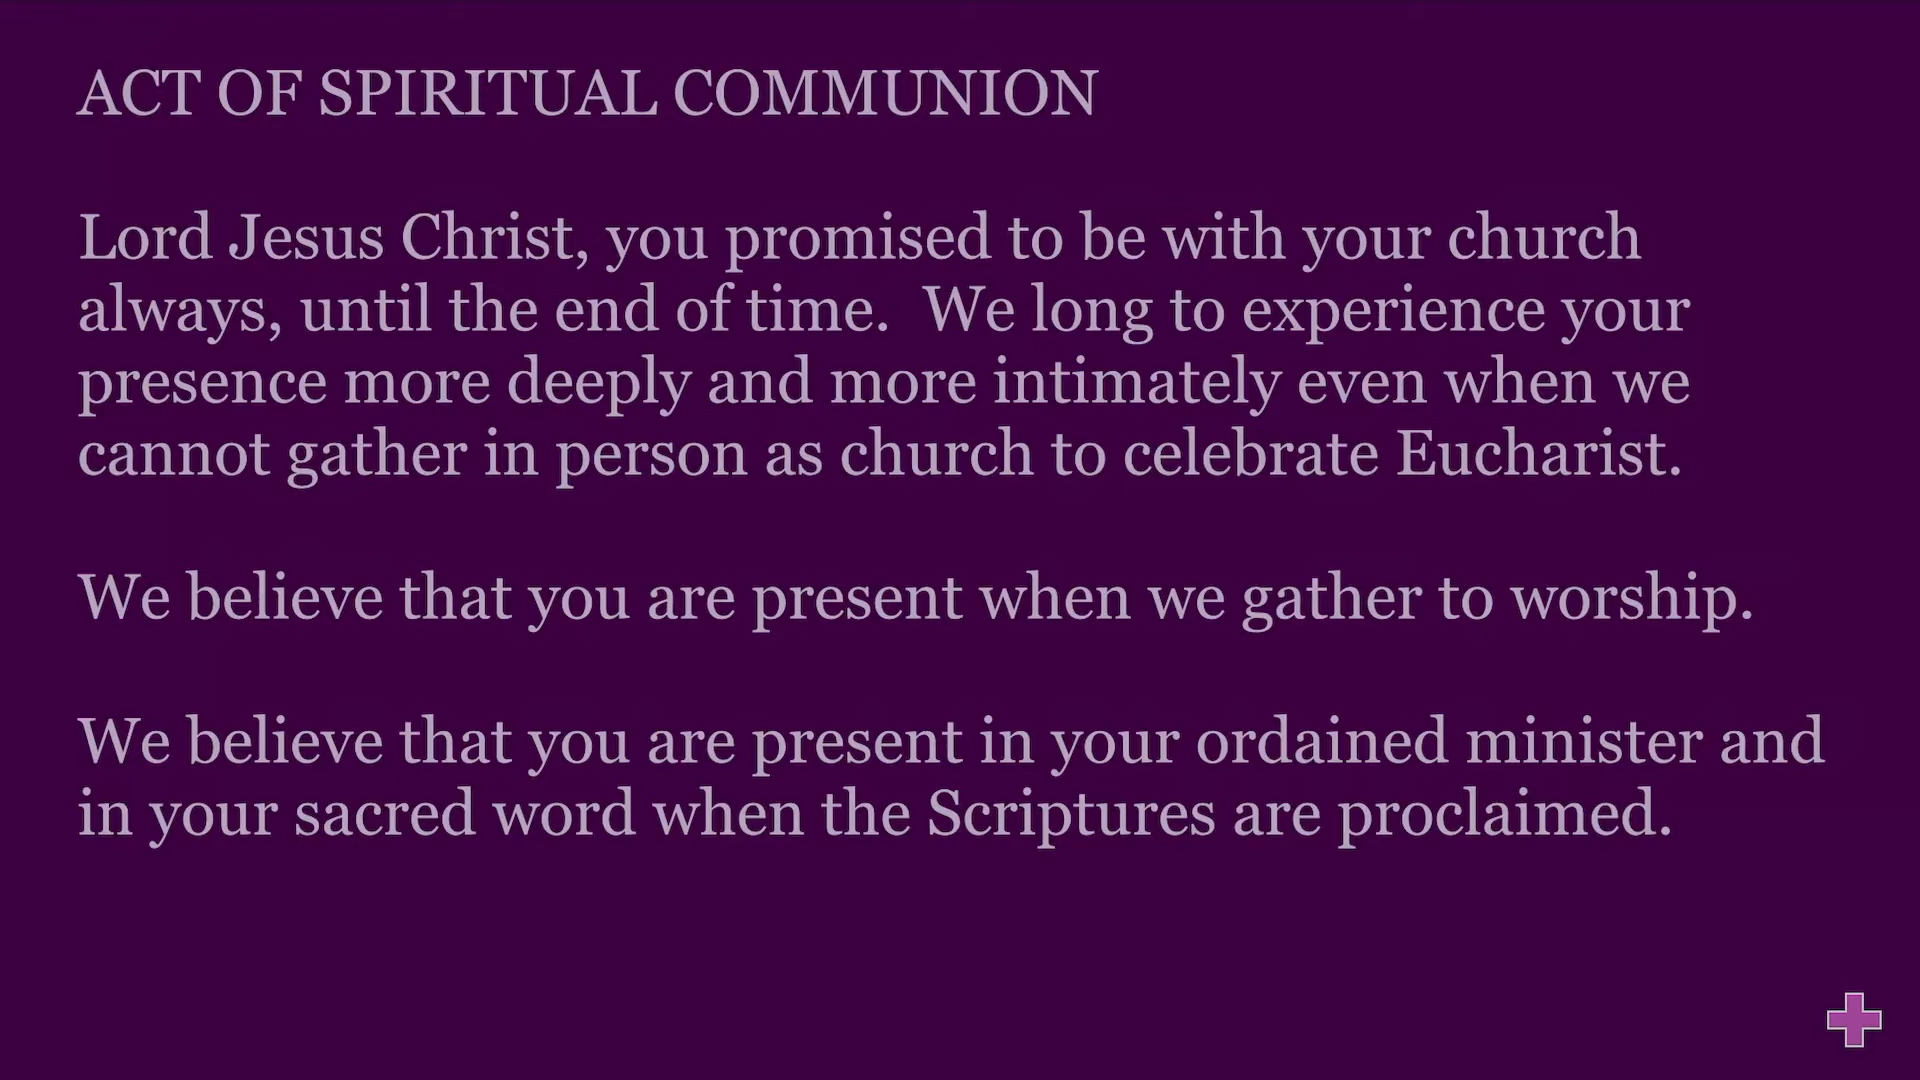 ACT OF SPIRITUAL COMMUNION
Lord Jesus Christ, you promised to be with your church
always, until the end of time.  We long to experience your
presence more deeply and more intimately even when we
cannot gather in person as church to celebrate Eucharist.
We believe that you are present when we gather to worship.
We believe that you are present in your ordained minister and
in your sacred word when the Scriptures are proclaimed.